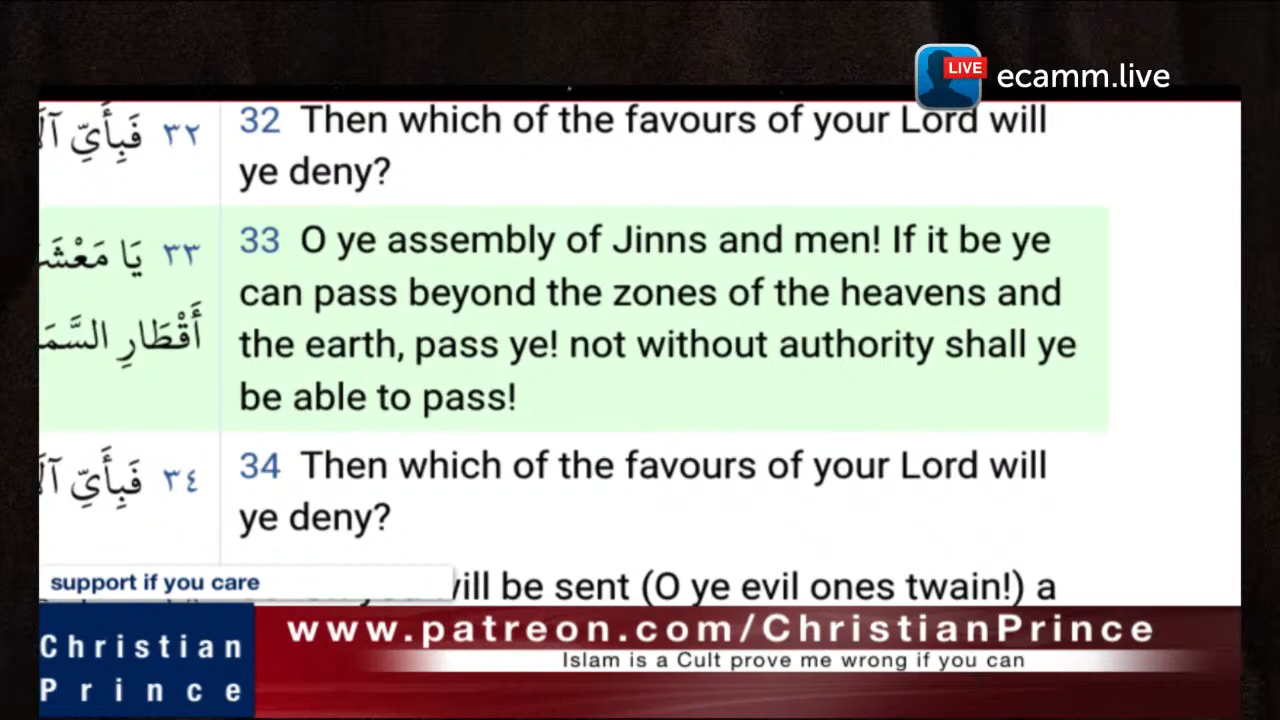 LIVE ecamm.live
فَبِأَيِّ ٣٢
32 Then which of the favours of your Lord will
ye deny?
يَا ٣٣
أَقْطَارِ
33 O ye assembly of Jinns and men! If it be ye
can pass beyond the zones of the heavens and
the earth, pass ye! not without authority shall ye
be able to pass!
فَبِأَيِّ ٣٤
34 Then which of the favours of your Lord will
ye deny?
will be sent (O ye evil ones twain!) a
support if you care
Christian
Prince
www.patreon.com/ChristianPrince
Islam is a Cult prove me wrong if you can